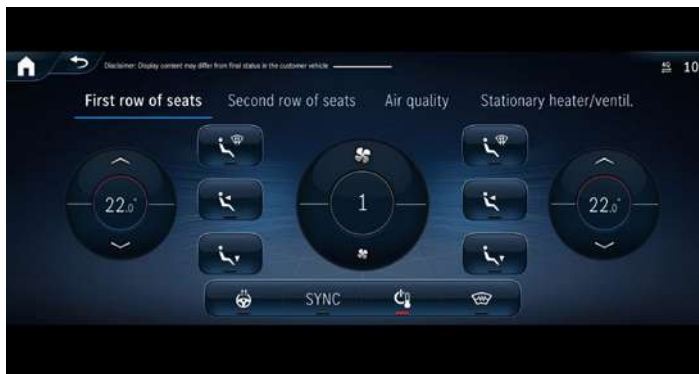 Disclaimer: Display content may differ from final status in the customer vehicle
4G
10
First row of seats
Second row of seats
Air quality
Stationary heater/ventil.
22.0°
1
22.0°
SYNC